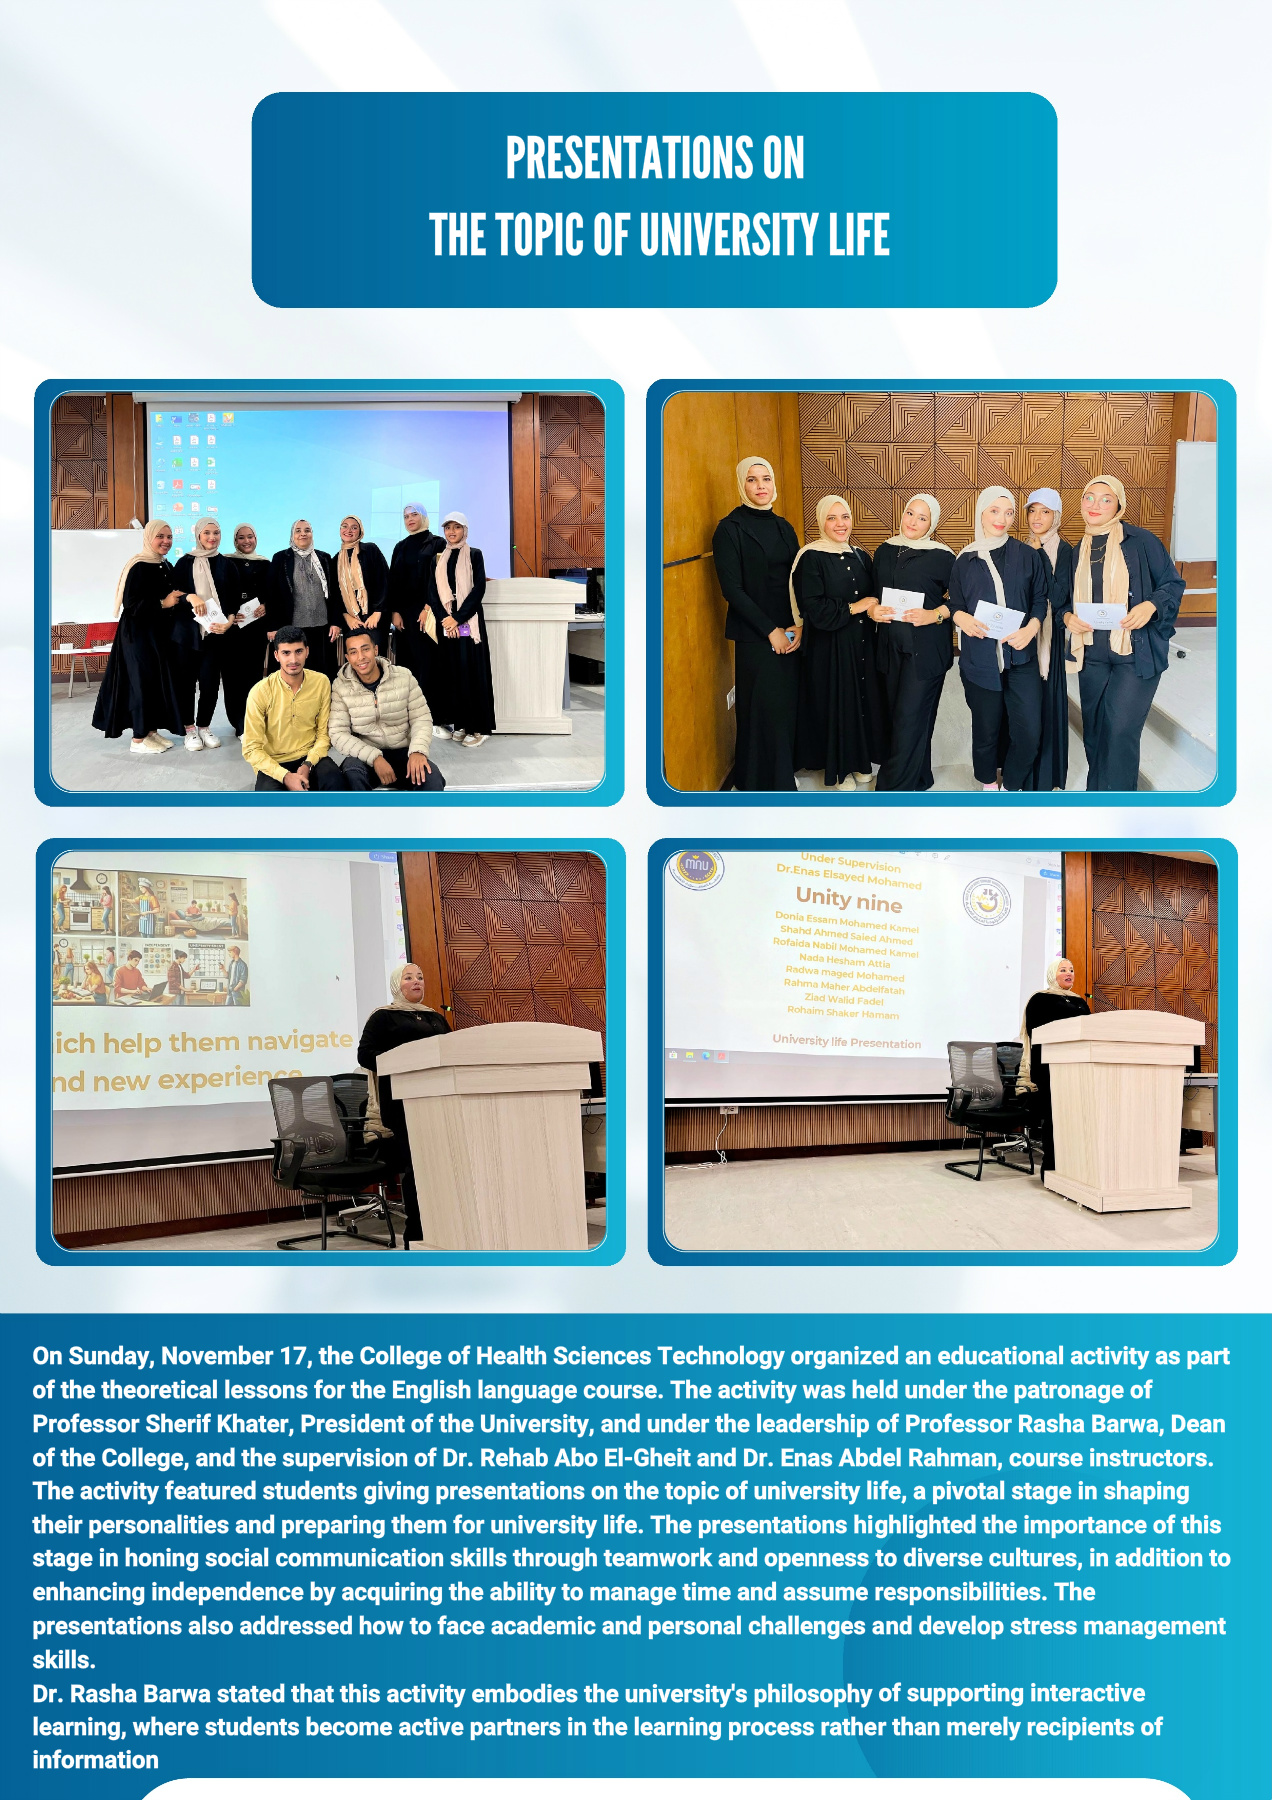 PRESENTATIONS ON
THE TOPIC OF UNIVERSITY LIFE
ich help them navigate
nd new experience
MNU
Under Supervision
Dr.Enas Elsayed Mohamed
Unity nine
Donia Essam Mohamed Kamel
Shahd Ahmed Saied Ahmed
Rofaida Nabil Mohamed Kamel
Nada Hesham Attia
Radwa maged Mohamed
Rahma Maher Abdelfatah
Ziad Walid Fadel
Rohaim Shaker Hamam
University life Presentation
On Sunday, November 17, the College of Health Sciences Technology organized an educational activity as part
of the theoretical lessons for the English language course. The activity was held under the patronage of
Professor Sherif Khater, President of the University, and under the leadership of Professor Rasha Barwa, Dean
of the College, and the supervision of Dr. Rehab Abo El-Gheit and Dr. Enas Abdel Rahman, course instructors.
The activity featured students giving presentations on the topic of university life, a pivotal stage in shaping
their personalities and preparing them for university life. The presentations highlighted the importance of this
stage in honing social communication skills through teamwork and openness to diverse cultures, in addition to
enhancing independence by acquiring the ability to manage time and assume responsibilities. The
presentations also addressed how to face academic and personal challenges and develop stress management
skills.
Dr. Rasha Barwa stated that this activity embodies the university's philosophy of supporting interactive
learning, where students become active partners in the learning process rather than merely recipients of
information